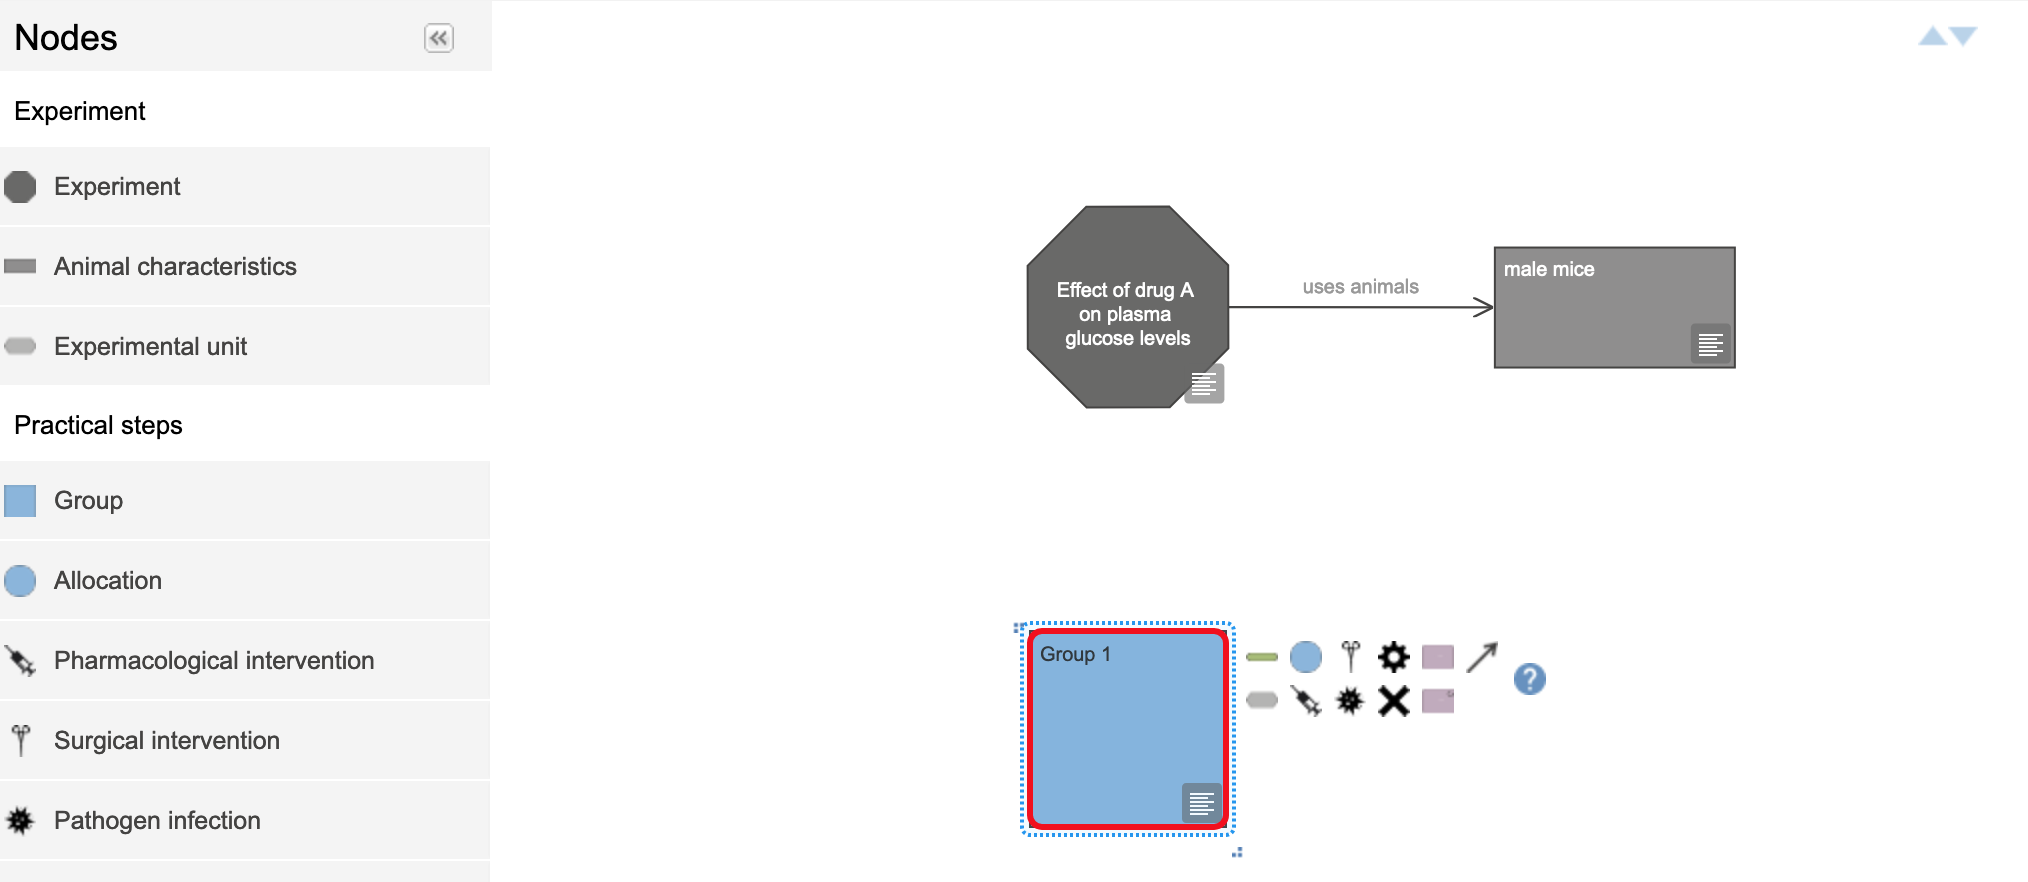 Nodes
Experiment
Experiment
Animal characteristics
Experimental unit
Practical steps
Group
Allocation
Pharmacological intervention
Surgical intervention
Pathogen infection
Effect of drug A
on plasma
glucose levels
uses animals
male mice
Group 1
?